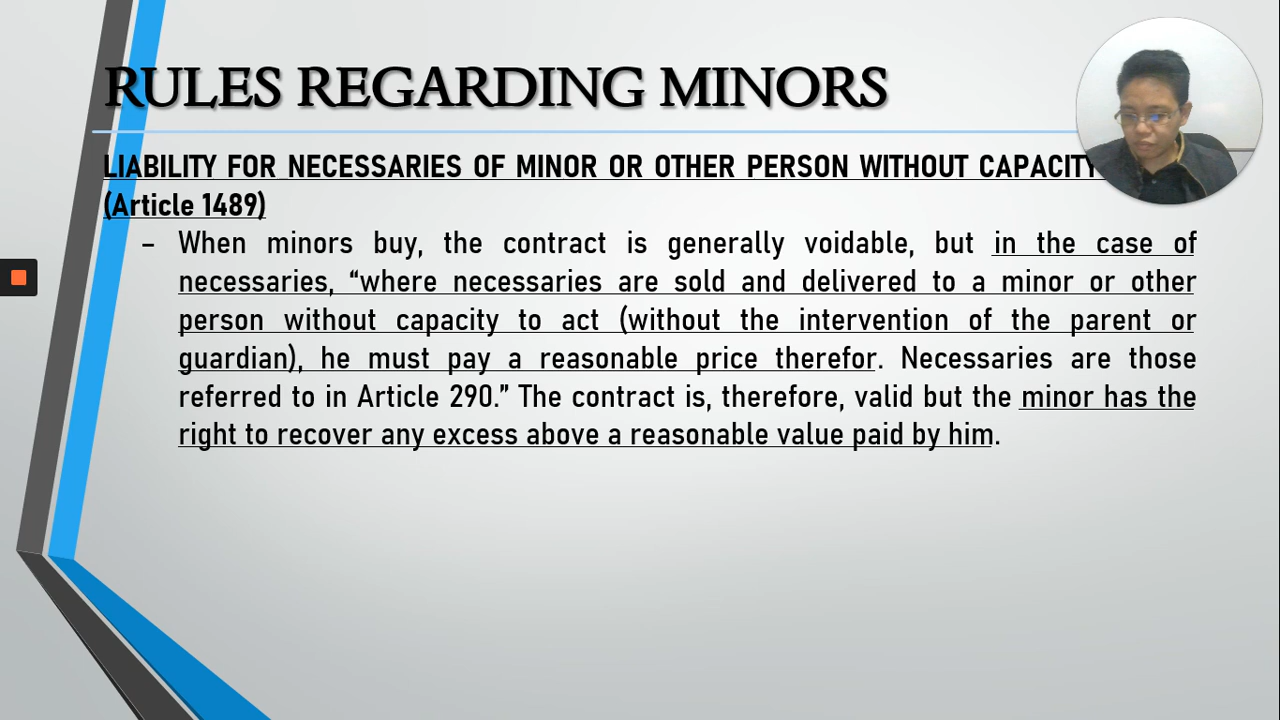 RULES REGARDING MINORS
LIABILITY FOR NECESSARIES OF MINOR OR OTHER PERSON WITHOUT CAPACITY
(Article 1489)
– When minors buy, the contract is generally voidable, but in the case of
necessaries, “where necessaries are sold and delivered to a minor or other
person without capacity to act (without the intervention of the parent or
guardian), he must pay a reasonable price therefor. Necessaries are those
referred to in Article 290.” The contract is, therefore, valid but the minor has the
right to recover any excess above a reasonable value paid by him.